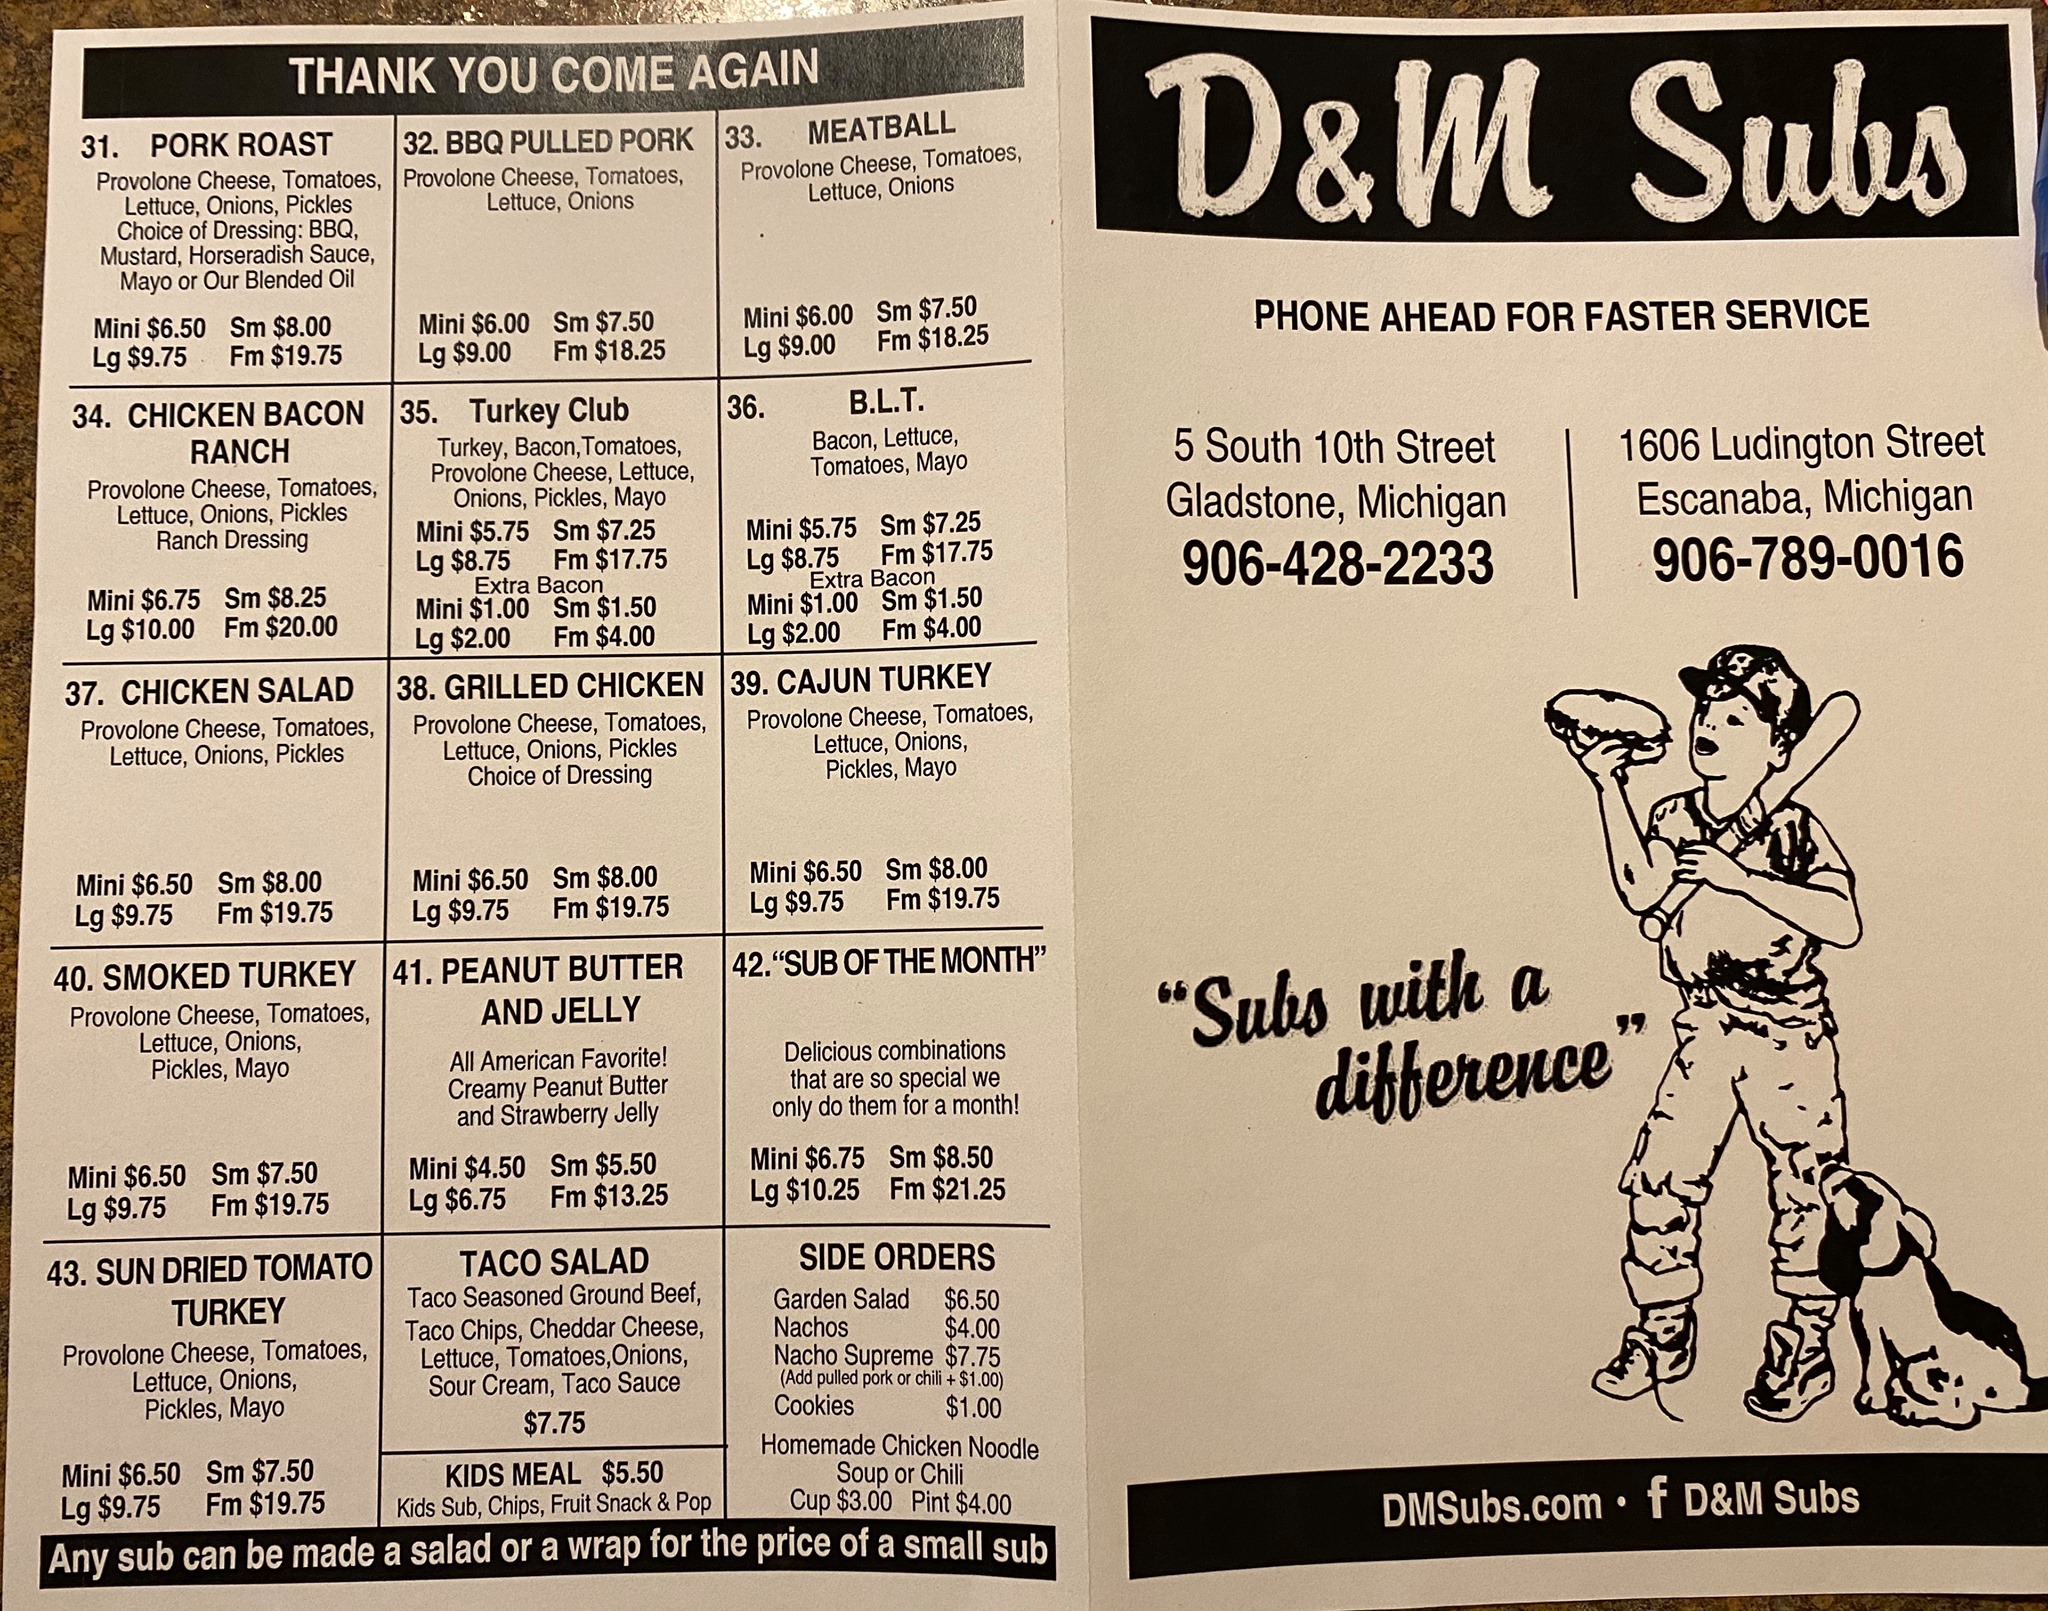 THANK YOU COME AGAIN
31. PORK ROAST
Provolone Cheese, Tomatoes,
Lettuce, Onions, Pickles
Choice of Dressing: BBQ,
Mustard, Horseradish Sauce,
Mayo or Our Blended Oil
Mini $6.50 Sm $8.00
Lg $9.75 Fm $19.75
32. BBQ PULLED PORK
Provolone Cheese, Tomatoes,
Lettuce, Onions
Mini $6.00 Sm $7.50
Lg $9.00 Fm $18.25
33. MEATBALL
Provolone Cheese, Tomatoes,
Lettuce, Onions
Mini $6.00 Sm $7.50
Lg $9.00 Fm $18.25
34. CHICKEN BACON
RANCH
Provolone Cheese, Tomatoes,
Lettuce, Onions, Pickles
Ranch Dressing
Mini $6.75 Sm $8.25
Lg $10.00 Fm $20.00
35. Turkey Club
Turkey, Bacon,Tomatoes,
Provolone Cheese, Lettuce,
Onions, Pickles, Mayo
Mini $5.75 Sm $7.25
Lg $8.75 Fm $17.75
Extra Bacon
Mini $1.00 Sm $1.50
Lg $2.00 Fm $4.00
36. B.L.T.
Bacon, Lettuce,
Tomatoes, Mayo
Mini $5.75 Sm $7.25
Lg $8.75 Fm $17.75
Extra Bacon
Mini $1.00 Sm $1.50
Lg $2.00 Fm $4.00
37. CHICKEN SALAD
Provolone Cheese, Tomatoes,
Lettuce, Onions, Pickles
Mini $6.50 Sm $8.00
Lg $9.75 Fm $19.75
38. GRILLED CHICKEN
Provolone Cheese, Tomatoes,
Lettuce, Onions, Pickles
Choice of Dressing
Mini $6.50 Sm $8.00
Lg $9.75 Fm $19.75
39. CAJUN TURKEY
Provolone Cheese, Tomatoes,
Lettuce, Onions,
Pickles, Mayo
Mini $6.50 Sm $8.00
Lg $9.75 Fm $19.75
40. SMOKED TURKEY
Provolone Cheese, Tomatoes,
Lettuce, Onions,
Pickles, Mayo
Mini $6.50 Sm $7.50
Lg $9.75 Fm $19.75
41. PEANUT BUTTER
AND JELLY
All American Favorite!
Creamy Peanut Butter
and Strawberry Jelly
Mini $4.50 Sm $5.50
Lg $6.75 Fm $13.25
42."SUB OF THE MONTH"
Delicious combinations
that are so special we
only do them for a month!
Mini $6.75 Sm $8.50
Lg $10.25 Fm $21.25
43. SUN DRIED TOMATO
TURKEY
Provolone Cheese, Tomatoes,
Lettuce, Onions,
Pickles, Mayo
Mini $6.50 Sm $7.50
Lg $9.75 Fm $19.75
TACO SALAD
Taco Seasoned Ground Beef,
Taco Chips, Cheddar Cheese,
Lettuce, Tomatoes,Onions,
Sour Cream, Taco Sauce
$7.75
KIDS MEAL $5.50
Kids Sub, Chips, Fruit Snack & Pop
SIDE ORDERS
Garden Salad $6.50
Nachos $4.00
Nacho Supreme $7.75
(Add pulled pork or chili + $1.00)
Cookies $1.00
Homemade Chicken Noodle
Soup or Chili
Cup $3.00 Pint $4.00
Any sub can be made a salad or a wrap for the price of a small sub
D&M Subs
PHONE AHEAD FOR FASTER SERVICE
5 South 10th Street
Gladstone, Michigan
906-428-2233
1606 Ludington Street
Escanaba, Michigan
906-789-0016
"Subs with a
difference"
DMSubs.com • f D&M Subs